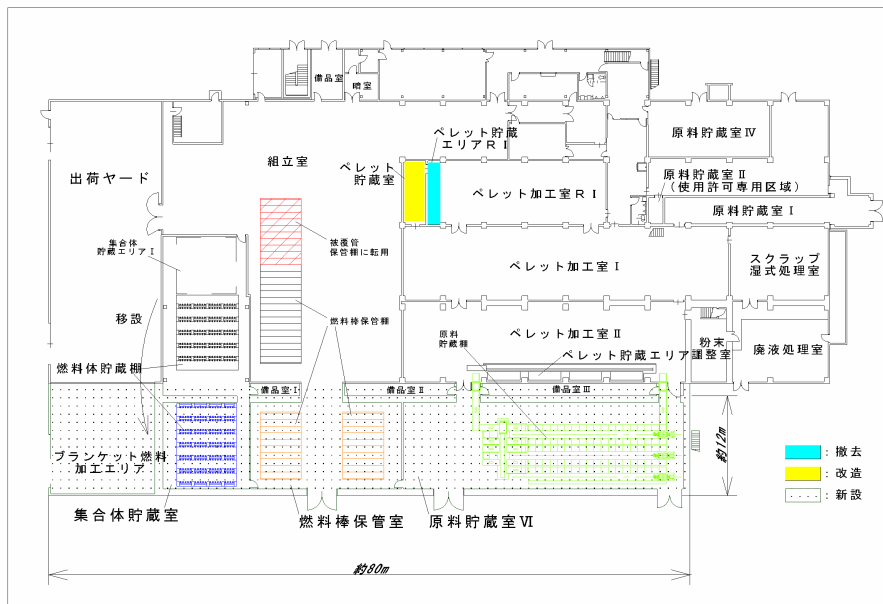 備品室
暗室
ペレット貯蔵
エリアＲⅠ
原料貯蔵室Ⅳ
組立室
ペレット
貯蔵室
出荷ヤード
原料貯蔵室Ⅱ
(使用許可専用区域)
ペレット加工室ＲⅠ
原料貯蔵室Ⅰ
集合体
貯蔵エリアⅠ
被覆管
保管棚に転用
ペレット加工室Ⅰ
スクラップ
湿式処理室
移設
燃料棒保管棚
原料
貯蔵棚
ペレット加工室Ⅱ
粉末
調整室
廃液処理室
ペレット貯蔵エリア
燃料体貯蔵棚
備品室Ⅰ
備品室Ⅱ
備品室Ⅲ
約12m
ブランケット燃料
加工エリア
：撤去
：改造
：新設
集合体貯蔵室
燃料棒保管室
原料貯蔵室Ⅵ
約80m